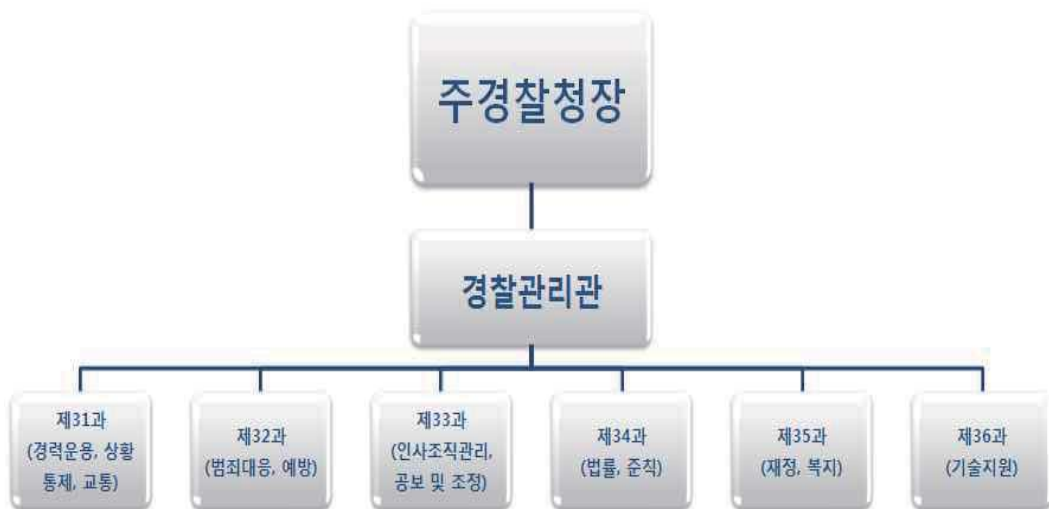 주경찰청장
경찰관리관
제31과
(경력운용, 상황
통제, 교통)
제32과
(범죄대응, 예방)
제33과
(인사조직관리,
공보 및 조정)
제34과
(법률, 준칙)
제35과
(재정, 복지)
제36과
(기술지원)